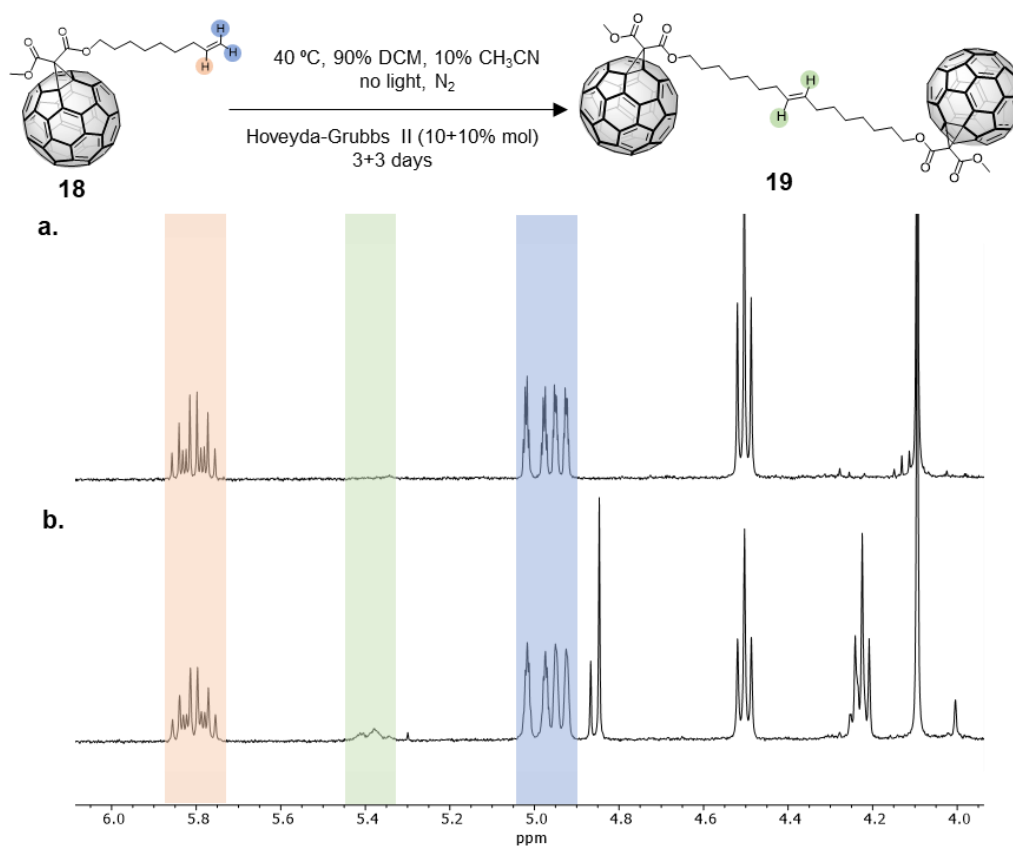 O O
O O
H H
H
18
40 ºC, 90% DCM, 10% CH₃CN
no light, N₂
Hoveyda-Grubbs II (10+10% mol)
3+3 days
O O
O O
H
H
O O
O O
19
a.
b.
6.0 5.8 5.6 5.4 5.2 5.0 4.8 4.6 4.4 4.2 4.0
ppm